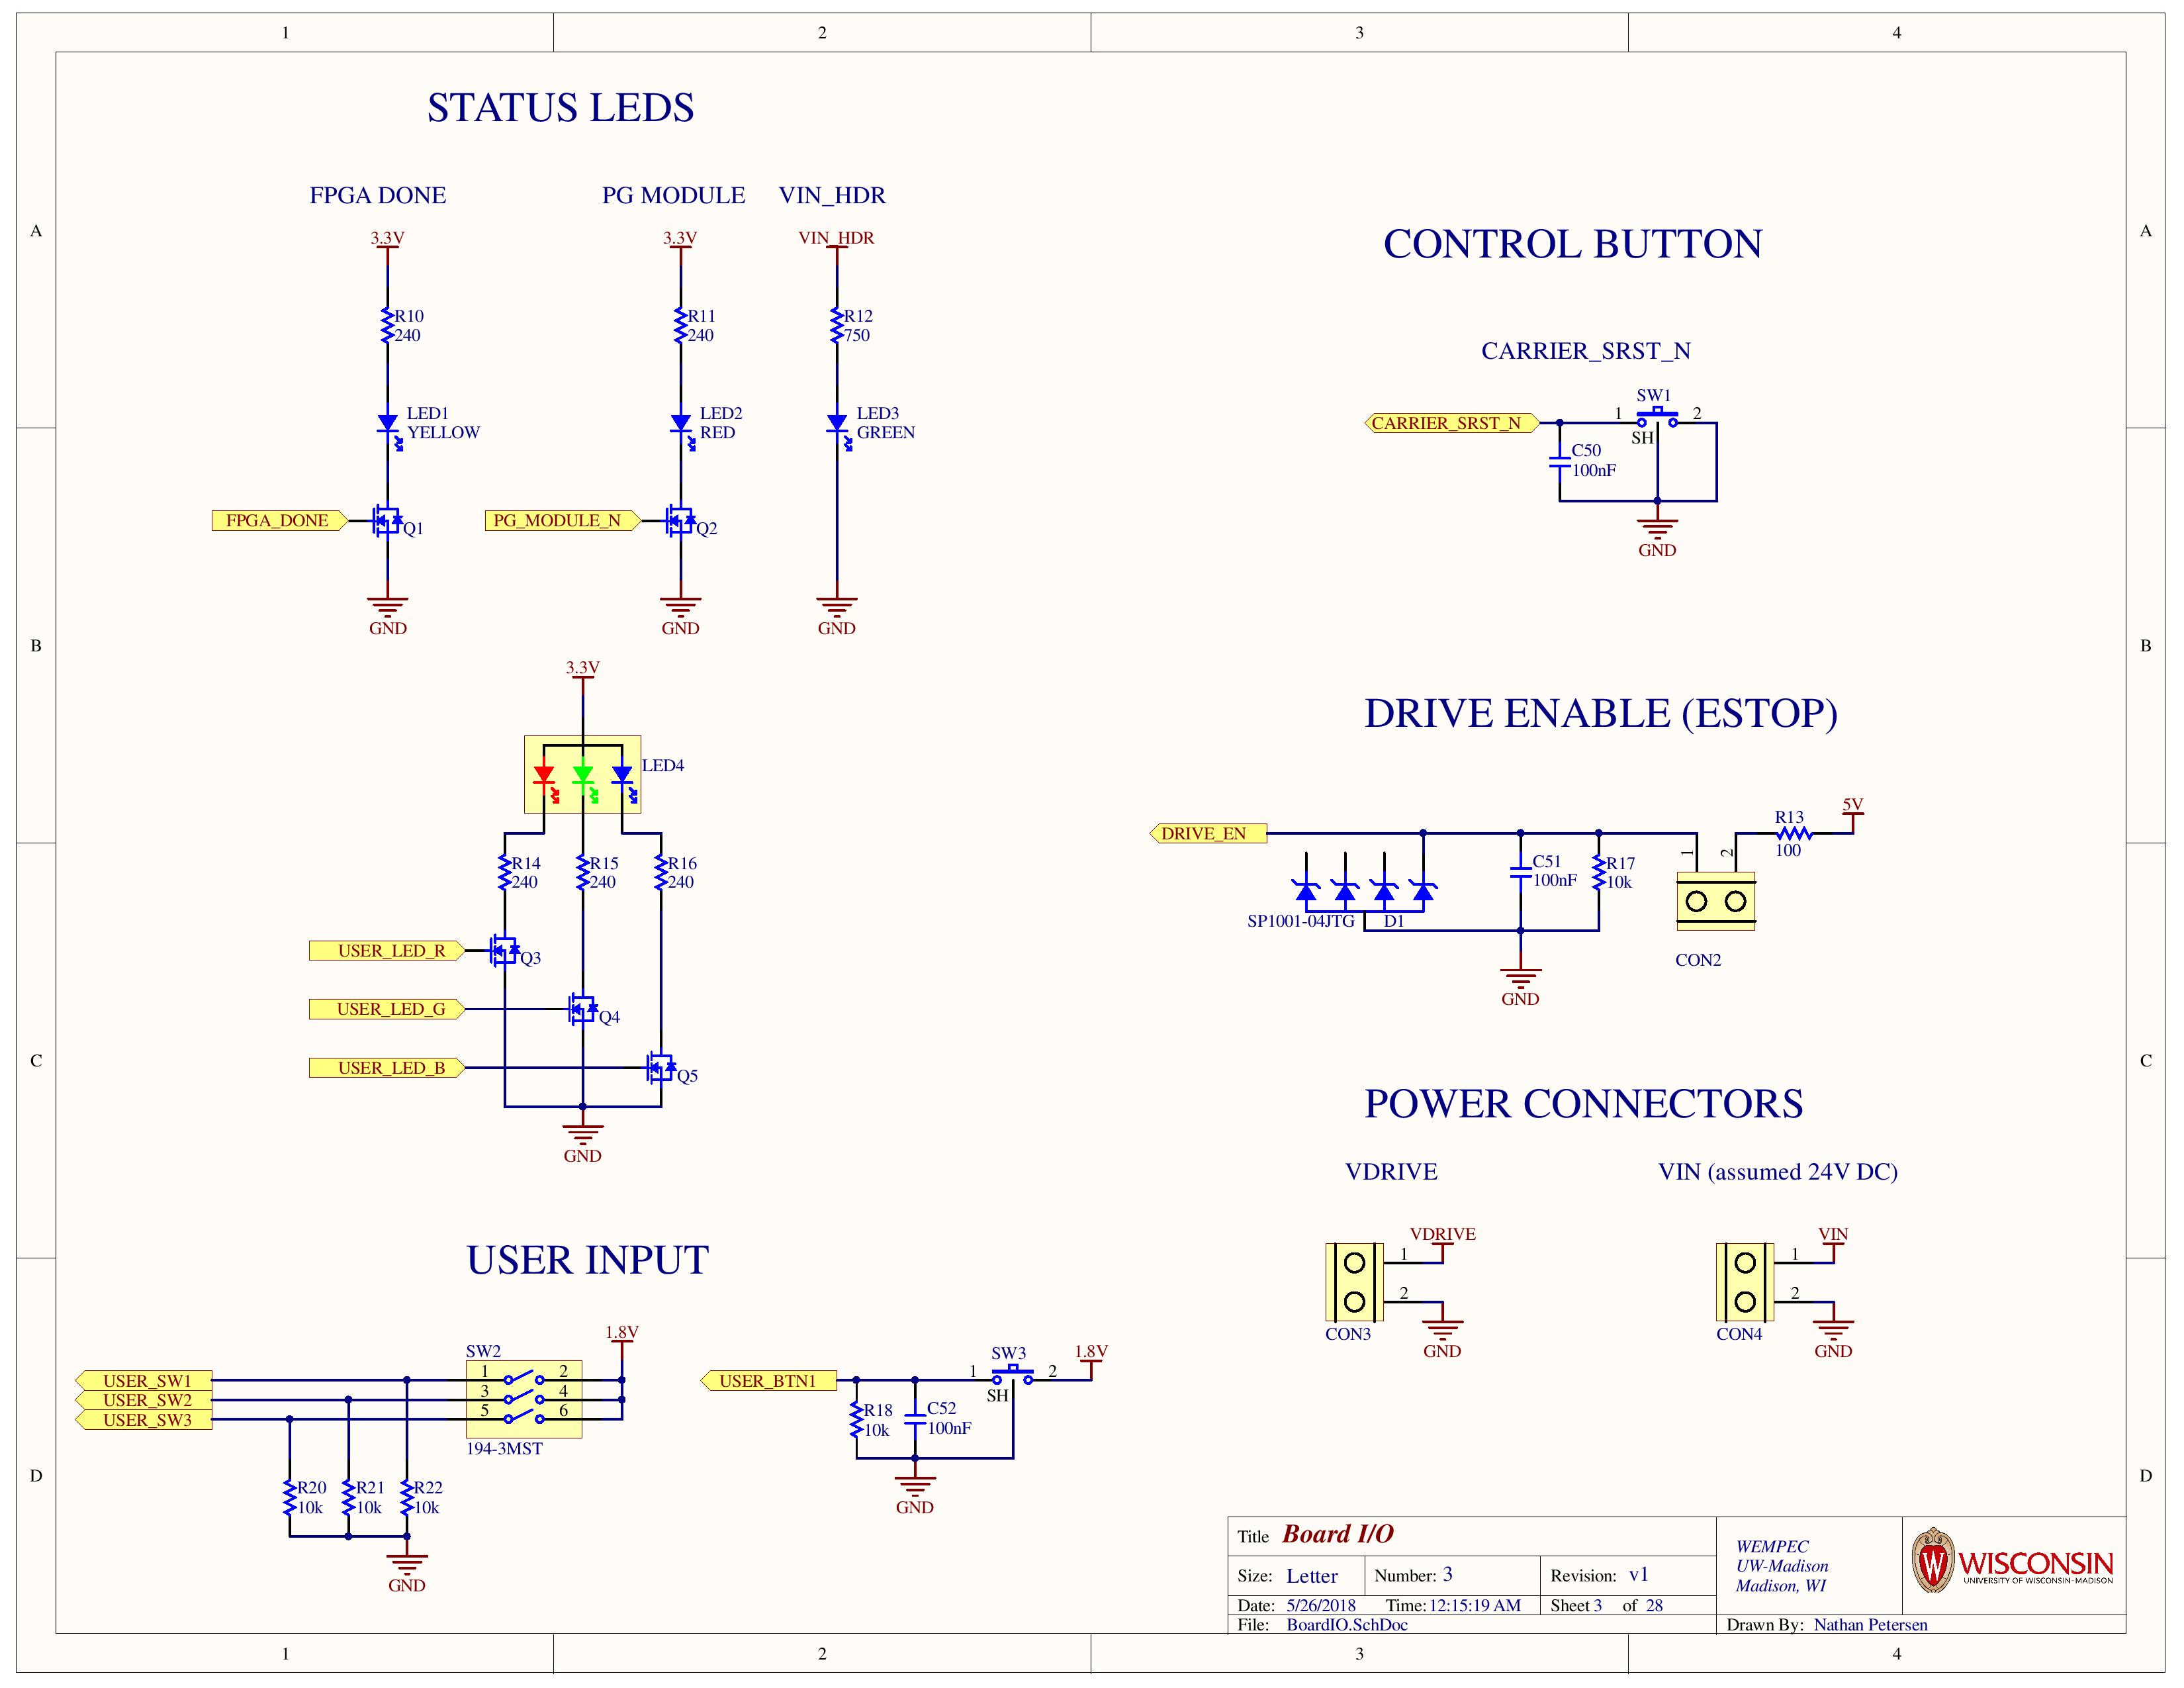 1 2 3 4
STATUS LEDS
FPGA DONE PG MODULE VIN_HDR
3.3V 3.3V VIN_HDR
A A
CONTROL BUTTON
R10 R11 R12
240 240 750
CARRIER_SRST_N
SW1
LED1 LED2 LED3
YELLOW RED GREEN
CARRIER_SRST_N 1 2
SH
C50
100nF
FPGA_DONE Q1 PG_MODULE_N Q2
GND
GND GND GND
B B
3.3V
DRIVE ENABLE (ESTOP)
LED4
5V
R13
DRIVE_EN
100
1 2
R14 R15 R16
240 240 240
C51 R17
100nF 10k
SP1001-04JTG D1
USER_LED_R Q3
CON2
GND
USER_LED_G Q4
C C
USER_LED_B Q5
POWER CONNECTORS
GND
VDRIVE VIN (assumed 24V DC)
VDRIVE VIN
1 1
2 2
CON3 CON4
GND GND
USER INPUT
1.8V
SW2
USER_SW1 1 2
USER_SW2 3 4
USER_SW3 5 6
194-3MST
SW3 1.8V
USER_BTN1 1 2
SH
R18 C52
10k 100nF
GND
D D
R20 R21 R22
10k 10k 10k
GND
Title Board I/O
Size: Letter Number: 3 Revision: v1
Date: 5/26/2018 Time: 12:15:19 AM Sheet 3 of 28
File: BoardIO.SchDoc
WEMPEC
UW-Madison
Madison, WI
W WISCONSIN
UNIVERSITY OF WISCONSIN-MADISON
Drawn By: Nathan Petersen
1 2 3 4